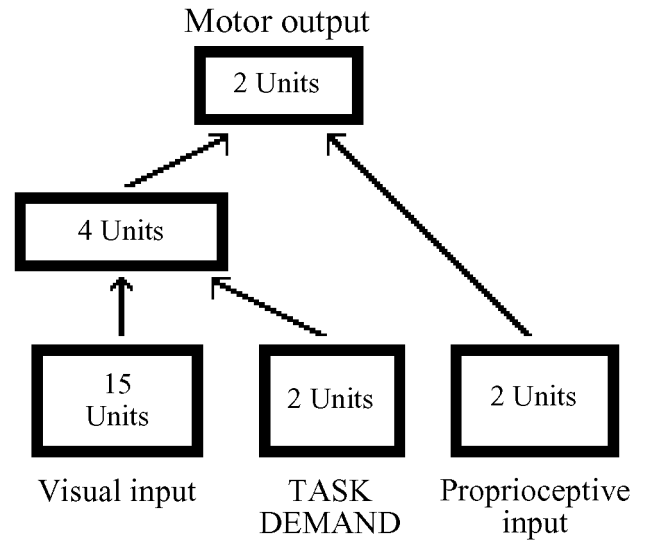 Motor output
2 Units
4 Units
15
Units
2 Units
2 Units
Visual input
TASK
DEMAND
Proprioceptive
input